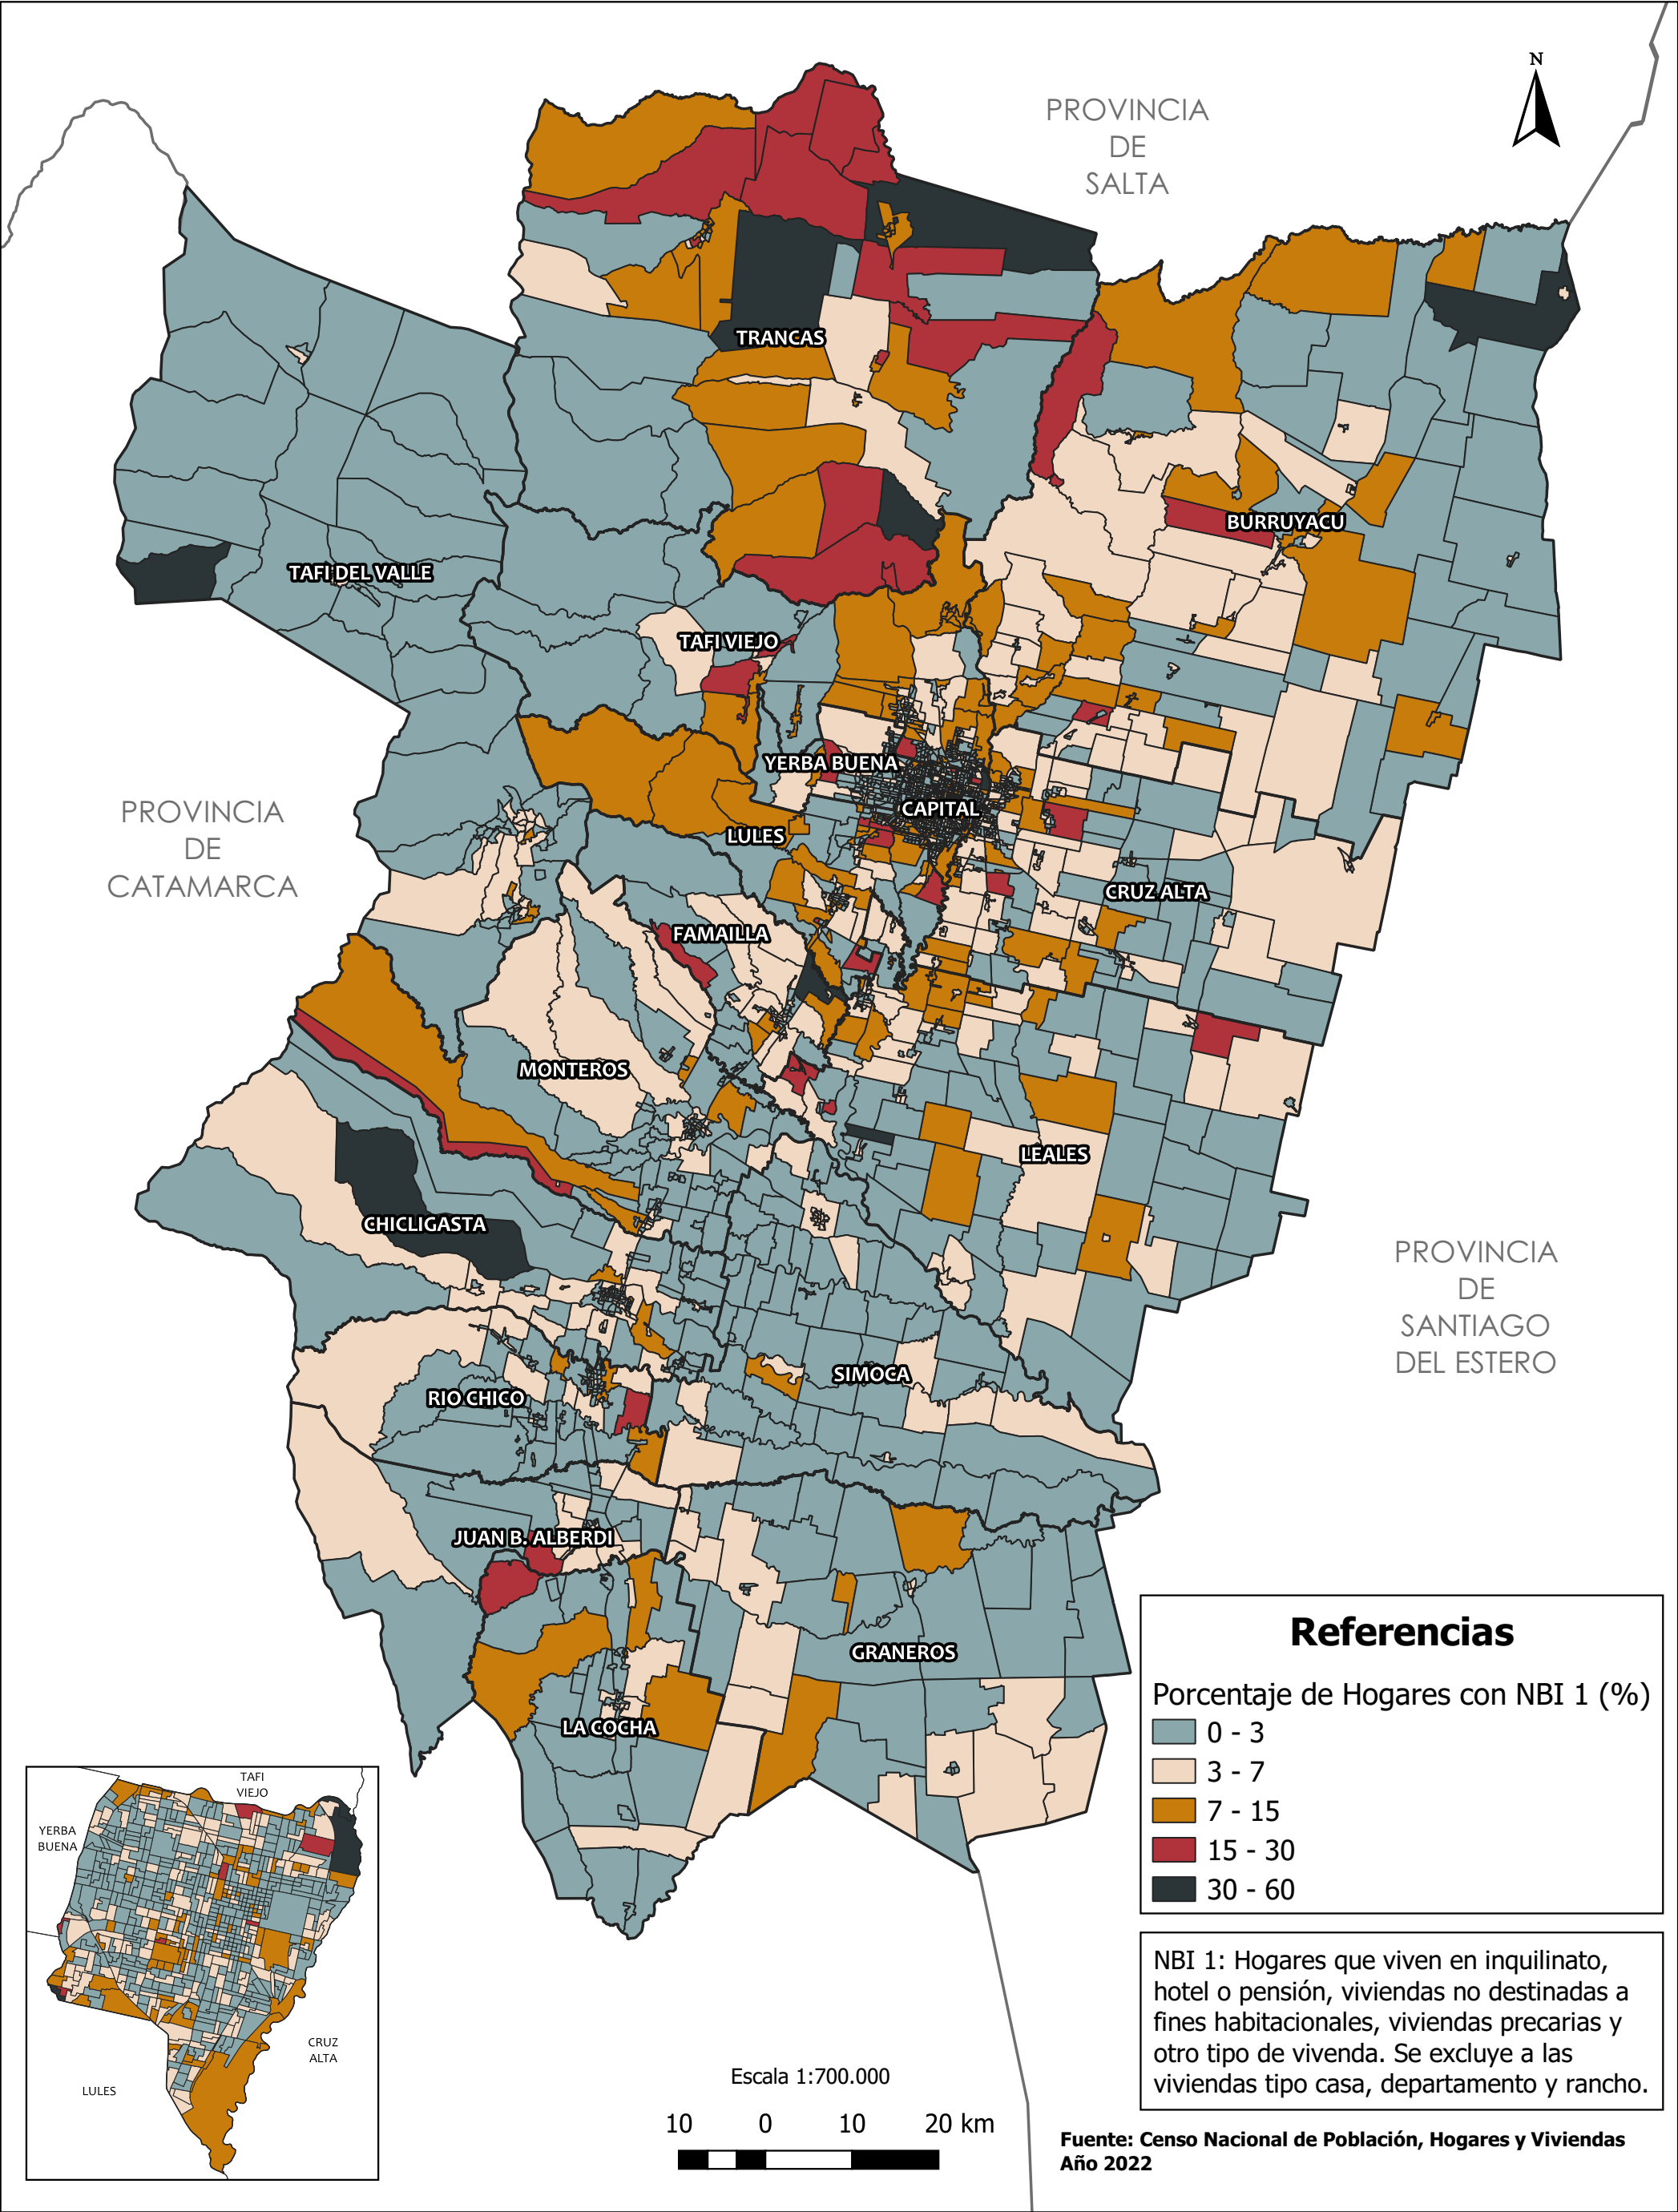 N
PROVINCIA
DE
SALTA
TRANCAS
BURRUYACU
TAFI DEL VALLE
TAFI VIEJO
YERBA BUENA
CAPITAL
PROVINCIA
DE
CATAMARCA
LULES
CRUZ ALTA
FAMAILLA
MONTEROS
LEALES
CHICLIGASTA
PROVINCIA
DE
SANTIAGO
DEL ESTERO
SIMOCA
RIO CHICO
JUAN B. ALBERDI
GRANEROS
LA COCHA
Referencias
Porcentaje de Hogares con NBI 1 (%)
0 - 3
3 - 7
7 - 15
15 - 30
30 - 60
TAFI
VIEJO
YERBA
BUENA
CRUZ
ALTA
LULES
NBI 1: Hogares que viven en inquilinato,
hotel o pensión, viviendas no destinadas a
fines habitacionales, viviendas precarias y
otro tipo de vivenda. Se excluye a las
viviendas tipo casa, departamento y rancho.
Escala 1:700.000
10 0 10 20 km
Fuente: Censo Nacional de Población, Hogares y Viviendas
Año 2022